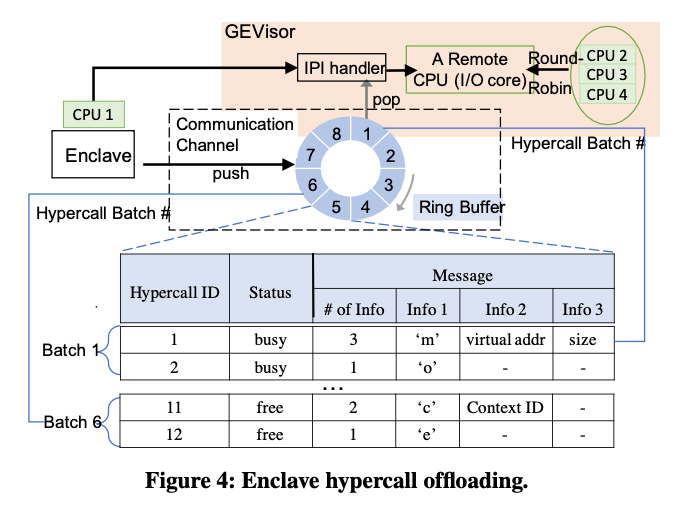 GEVisor
CPU 1
IPI handler
A Remote
CPU (I/O core)
Round-
Robin
CPU 2
CPU 3
CPU 4
pop
Communication
Channel
Enclave
push
8 1
7 2
6 3
5 4
Hypercall Batch #
Hypercall Batch #
Ring Buffer
Hypercall ID Status Message
# of Info Info 1 Info 2 Info 3
Batch 1
1 busy 3 ‘m’ virtual addr size
2 busy 1 ‘o’ - -
...
Batch 6
11 free 2 ‘c’ Context ID -
12 free 1 ‘e’ - -
Figure 4: Enclave hypercall offloading.